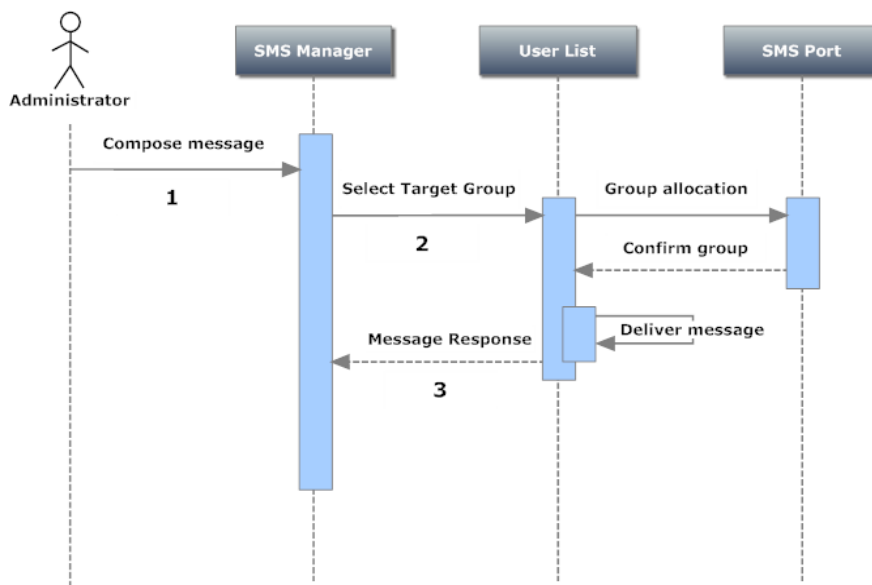 SMS Manager
User List
SMS Port
Administrator
Compose message
1
Select Target Group
2
Group allocation
Confirm group
Deliver message
Message Response
3